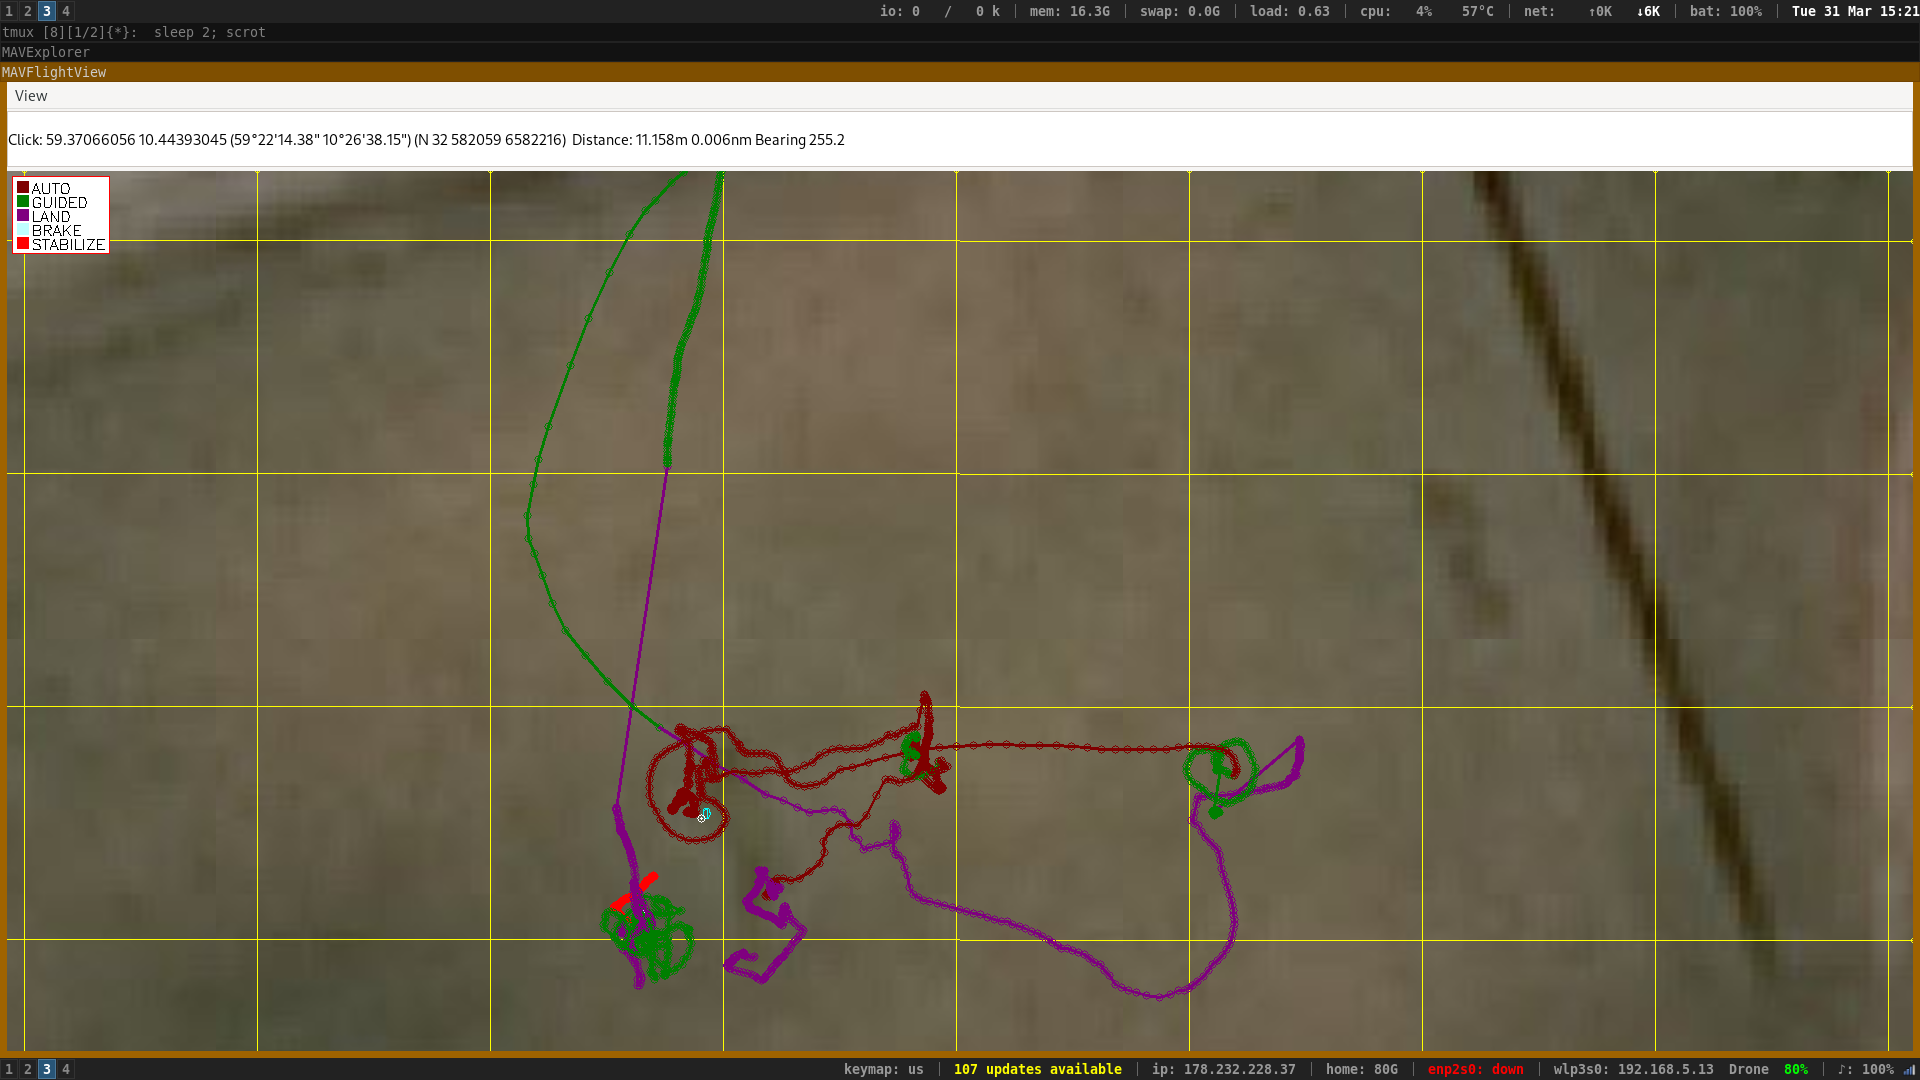 1 2 3 4 io: 0 / 0 k mem: 16.3G swap: 0.0G load: 0.63 cpu: 4% 57°C net: ↑0K ↓6K bat: 100% Tue 31 Mar 15:21
tmux [8][1/2]{*}: sleep 2; scrot
MAVExplorer
MAVFlightView
View
Click: 59.37066056 10.44393045 (59°22'14.38" 10°26'38.15") (N 32 582059 6582216) Distance: 11.158m 0.006nm Bearing 255.2
AUTO
GUIDED
LAND
BRAKE
STABILIZE
1 2 3 4 keymap: us 107 updates available ip: 178.232.228.37 home: 80G enp2s0: down wlp3s0: 192.168.5.13 Drone 80% ♪: 100%